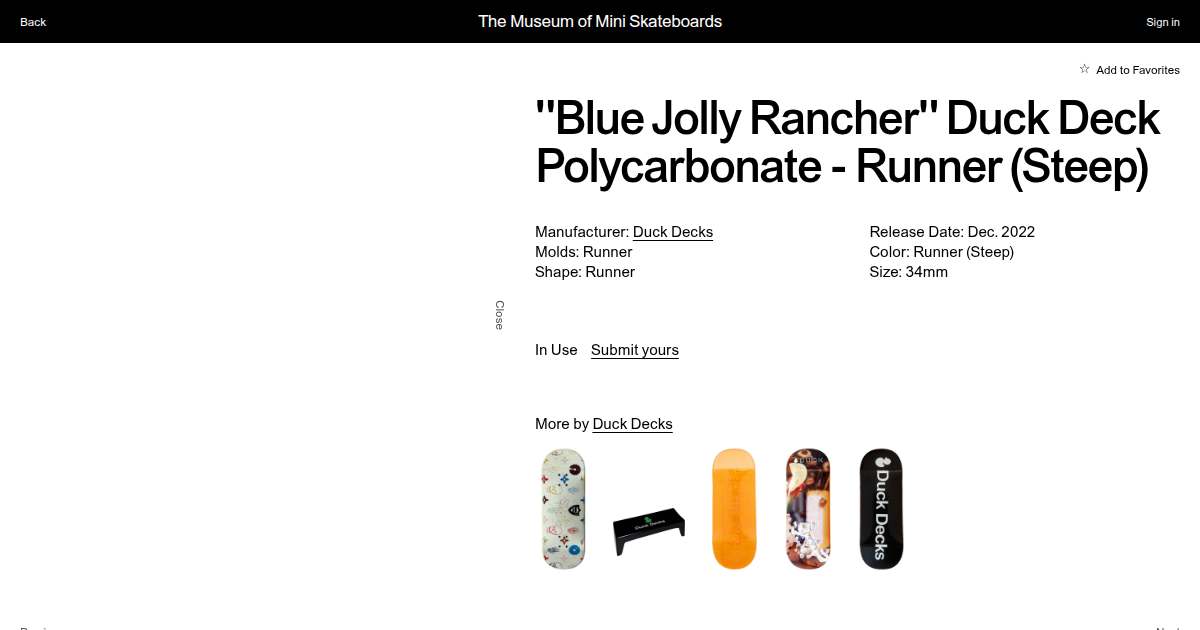 Back
The Museum of Mini Skateboards
Sign in
☆ Add to Favorites
"Blue Jolly Rancher" Duck Deck
Polycarbonate - Runner (Steep)
Manufacturer: Duck Decks
Molds: Runner
Shape: Runner
Release Date: Dec. 2022
Color: Runner (Steep)
Size: 34mm
Close
In Use Submit yours
More by Duck Decks
Duck Decks
Duck Decks